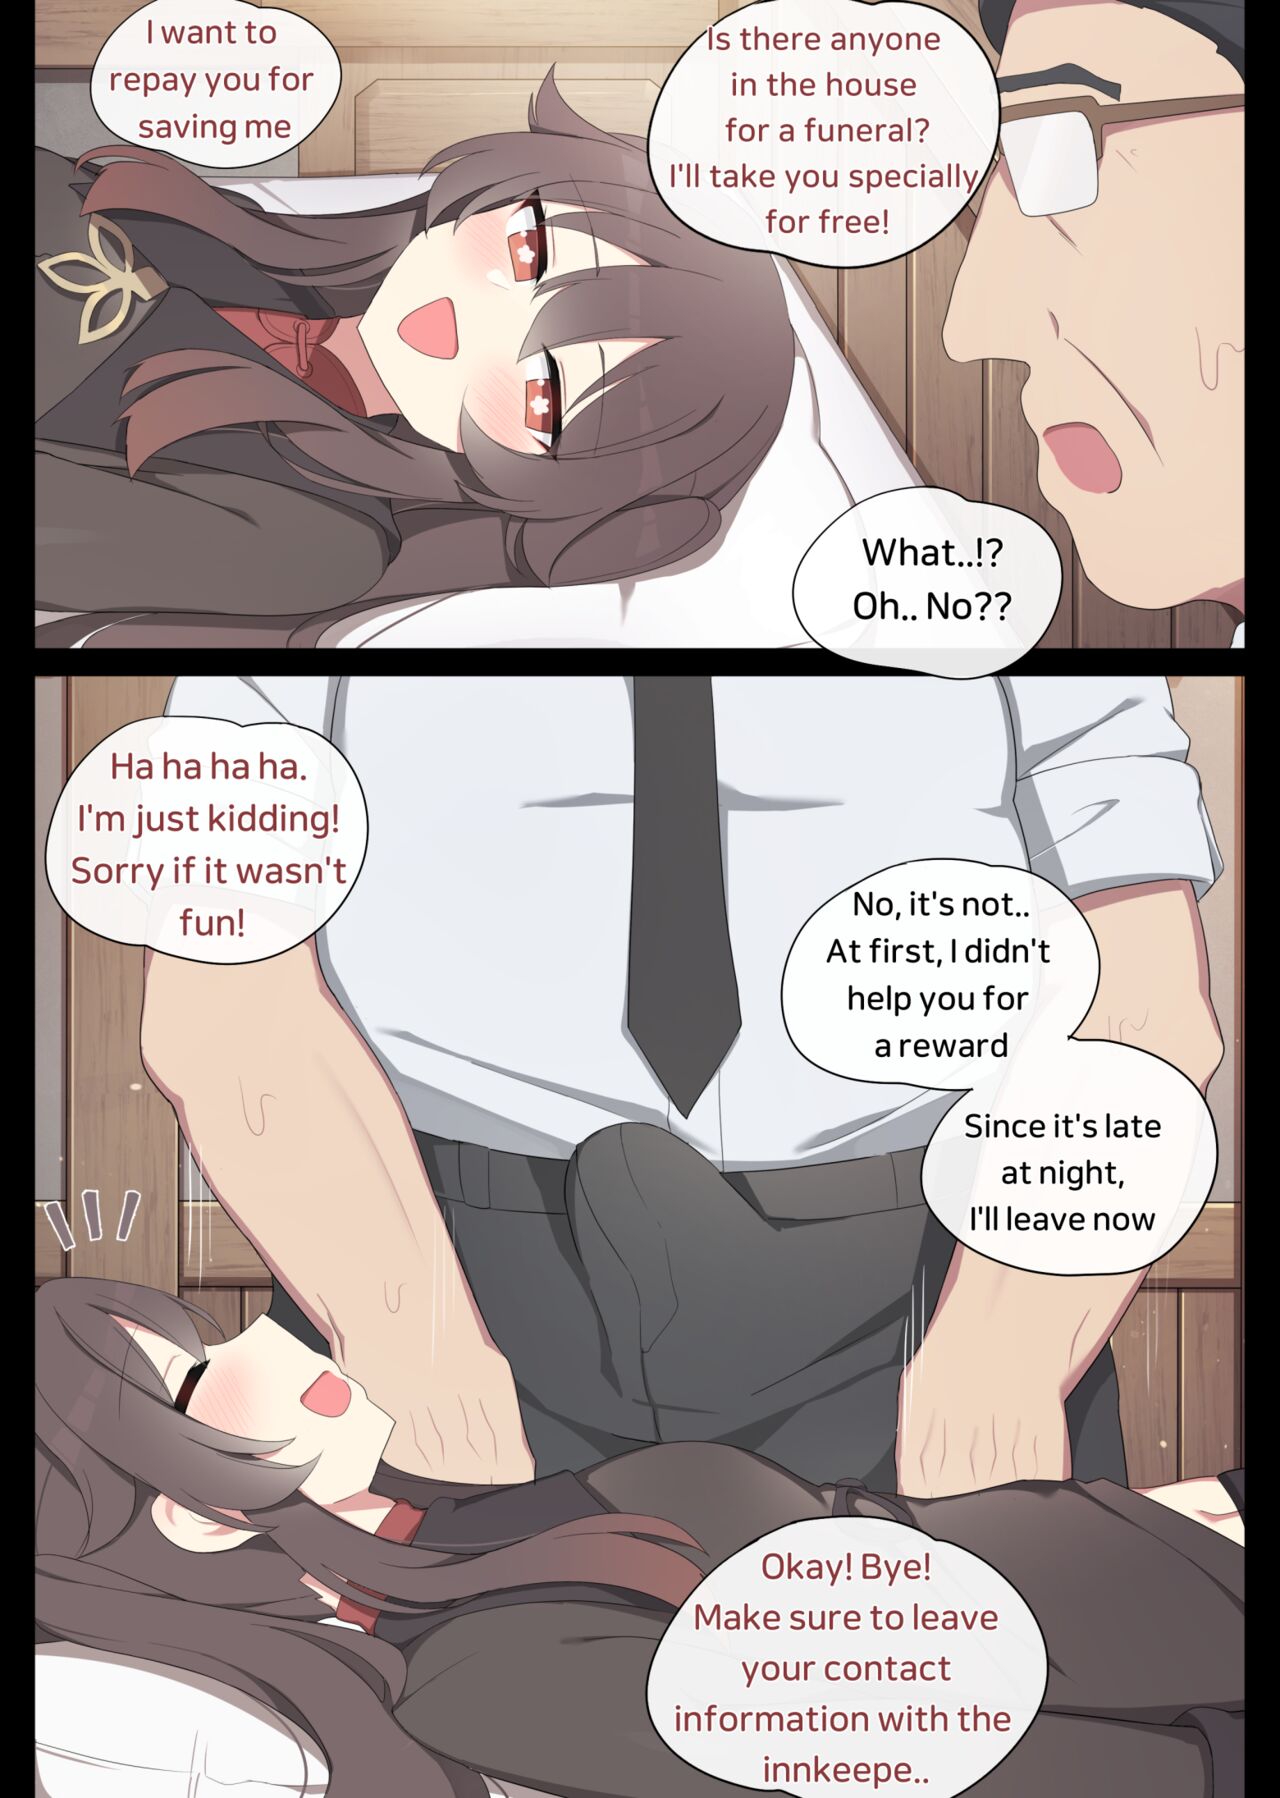 I want to
repay you for
saving me
Is there anyone
in the house
for a funeral?
I'll take you specially
for free!
What..!?
Oh.. No??
Ha ha ha ha.
I'm just kidding!
Sorry if it wasn't
fun!
No, it's not..
At first, I didn't
help you for
a reward
Since it's late
at night,
I'll leave now
Okay! Bye!
Make sure to leave
your contact
information with the
innkeepe..